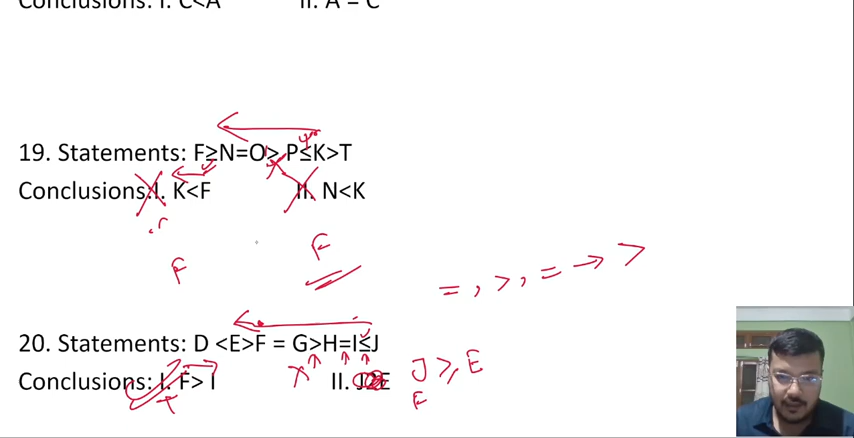 Conclusions: I. C<A II. A = C
19. Statements: F≥N=O> P≤K>T
Conclusions: I. K<F II. N<K
F
F
=, >, = → >
20. Statements: D <E>F = G>H=I≤J
Conclusions: I. F> I II. J≥E J ≥ E
T F